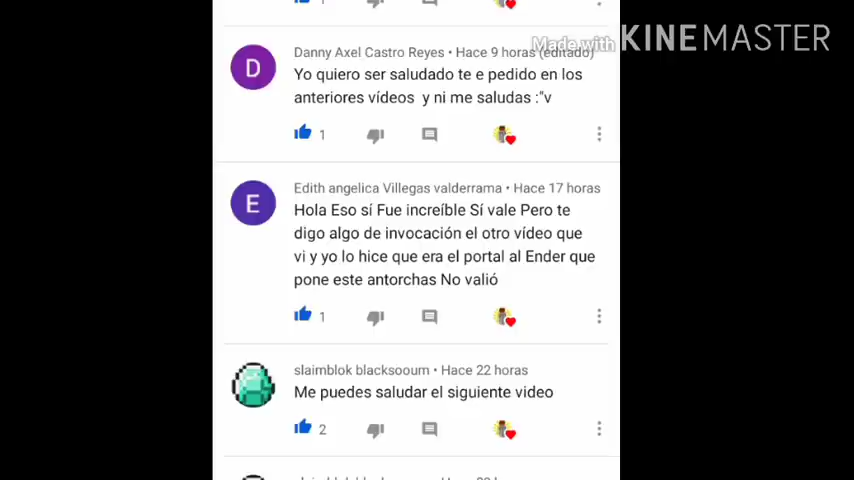 1
Made with KINEMASTER
D
Danny Axel Castro Reyes • Hace 9 horas (editado)
Yo quiero ser saludado te e pedido en los
anteriores vídeos y ni me saludas :“v
1
E
Edith angelica Villegas valderrama • Hace 17 horas
Hola Eso sí Fue increíble Sí vale Pero te
digo algo de invocación el otro vídeo que
vi y yo lo hice que era el portal al Ender que
pone este antorchas No valió
1
slaimblok blacksooum • Hace 22 horas
Me puedes saludar el siguiente video
2